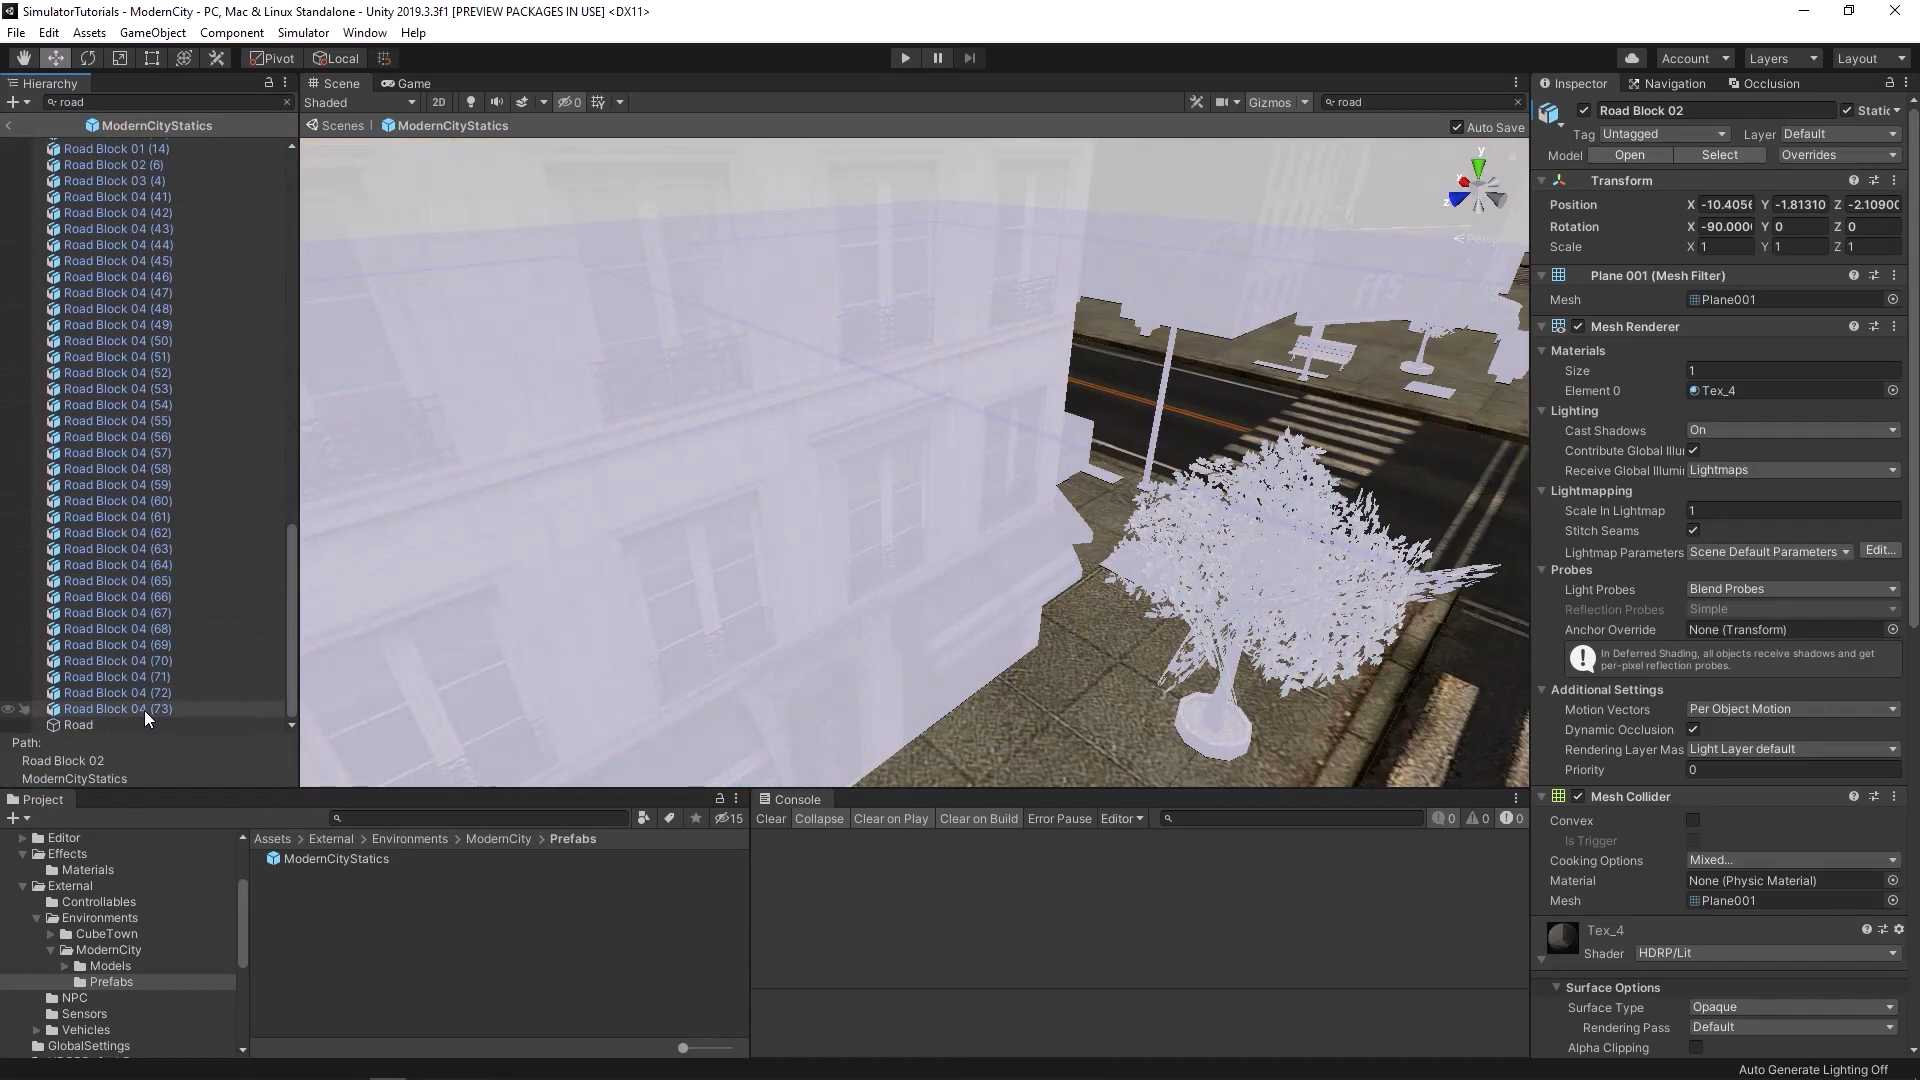 SimulatorTutorials - ModernCity - PC, Mac & Linux Standalone - Unity 2019.3.3f1 [PREVIEW PACKAGES IN USE] <DX11>
File Edit Assets GameObject Component Simulator Window Help
Pivot Local Account Layers Layout
Hierarchy
road
ModernCityStatics
Road Block 01 (14)
Road Block 02 (6)
Road Block 03 (4)
Road Block 04 (41)
Road Block 04 (42)
Road Block 04 (43)
Road Block 04 (44)
Road Block 04 (45)
Road Block 04 (46)
Road Block 04 (47)
Road Block 04 (48)
Road Block 04 (49)
Road Block 04 (50)
Road Block 04 (51)
Road Block 04 (52)
Road Block 04 (53)
Road Block 04 (54)
Road Block 04 (55)
Road Block 04 (56)
Road Block 04 (57)
Road Block 04 (58)
Road Block 04 (59)
Road Block 04 (60)
Road Block 04 (61)
Road Block 04 (62)
Road Block 04 (63)
Road Block 04 (64)
Road Block 04 (65)
Road Block 04 (66)
Road Block 04 (67)
Road Block 04 (68)
Road Block 04 (69)
Road Block 04 (70)
Road Block 04 (71)
Road Block 04 (72)
Road Block 04 (73)
Road
Path:
Road Block 02
ModernCityStatics
Scene Game
Shaded 2D 0 Gizmos road
Scenes | ModernCityStatics Auto Save
y
x
z
Persp
Inspector Navigation Occlusion
Road Block 02 Static
Tag Untagged Layer Default
Model Open Select Overrides
Transform
Position X -10.4056 Y -1.81310 Z -2.10900
Rotation X -90.000 Y 0 Z 0
Scale X 1 Y 1 Z 1
Plane 001 (Mesh Filter)
Mesh Plane001
Mesh Renderer
Materials
Size 1
Element 0 Tex_4
Lighting
Cast Shadows On
Contribute Global Illu
Receive Global Illumi Lightmaps
Lightmapping
Scale In Lightmap 1
Stitch Seams
Lightmap Parameters Scene Default Parameters Edit...
Probes
Light Probes Blend Probes
Reflection Probes Simple
Anchor Override None (Transform)
In Deferred Shading, all objects receive shadows and get
per-pixel reflection probes.
Additional Settings
Motion Vectors Per Object Motion
Dynamic Occlusion
Rendering Layer Mas Light Layer default
Priority 0
Mesh Collider
Convex
Is Trigger
Cooking Options Mixed...
Material None (Physic Material)
Mesh Plane001
Tex_4
Shader HDRP/Lit
Surface Options
Surface Type Opaque
Rendering Pass Default
Alpha Clipping
Project
15
Editor
Effects
Materials
External
Controllables
Environments
CubeTown
ModernCity
Models
Prefabs
NPC
Sensors
Vehicles
GlobalSettings
Assets > External > Environments > ModernCity > Prefabs
ModernCityStatics
Console
Clear Collapse Clear on Play Clear on Build Error Pause Editor 0 0 0
Auto Generate Lighting Off